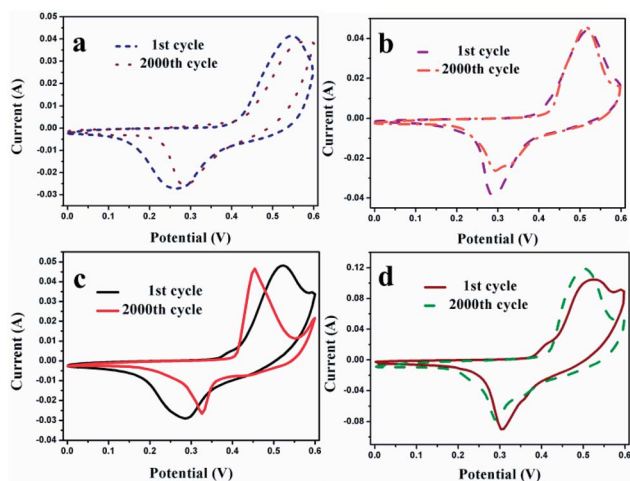 a
1st cycle
2000th cycle
Current (A)
0.05
0.04
0.03
0.02
0.01
0.00
-0.01
-0.02
-0.03
0.0 0.1 0.2 0.3 0.4 0.5 0.6
Potential (V)
b
1st cycle
2000th cycle
Current (A)
0.04
0.02
0.00
-0.02
-0.04
0.0 0.1 0.2 0.3 0.4 0.5 0.6
Potential (V)
c
1st cycle
2000th cycle
Current (A)
0.05
0.04
0.03
0.02
0.01
0.00
-0.01
-0.02
-0.03
-0.04
0.0 0.1 0.2 0.3 0.4 0.5 0.6
Potential (V)
d
1st cycle
2000th cycle
Current (A)
0.12
0.08
0.04
0.00
-0.04
-0.08
0.0 0.1 0.2 0.3 0.4 0.5 0.6
Potential (V)